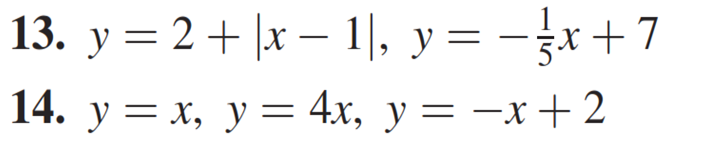 13. y = 2 + |x − 1|, y = −1/5x + 7
14. y = x, y = 4x, y = −x + 2